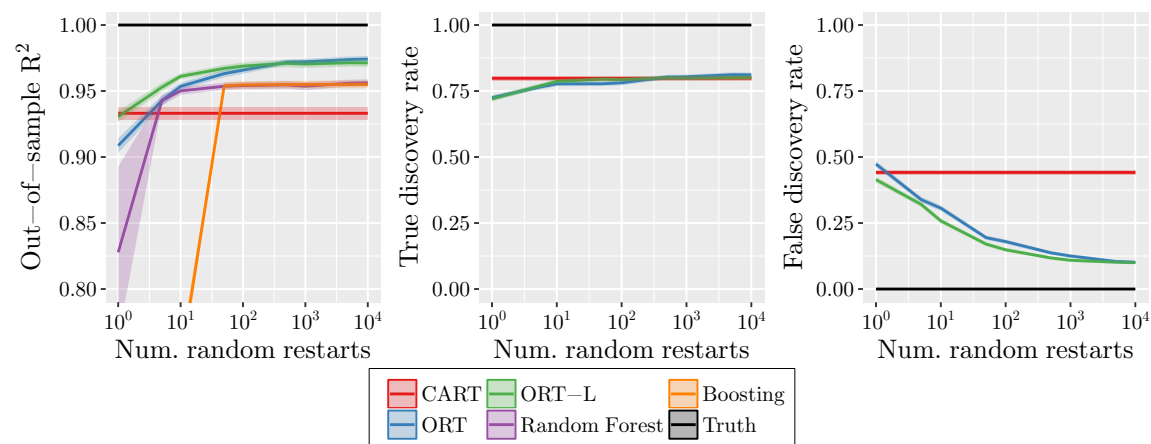 Out−of−sample R²
1.00
0.95
0.90
0.85
0.80
10⁰
10¹
10²
10³
10⁴
Num. random restarts
True discovery rate
1.00
0.75
0.50
0.25
0.00
10⁰
10¹
10²
10³
10⁴
Num. random restarts
False discovery rate
1.00
0.75
0.50
0.25
0.00
10⁰
10¹
10²
10³
10⁴
Num. random restarts
CART
ORT−L
Boosting
ORT
Random Forest
Truth